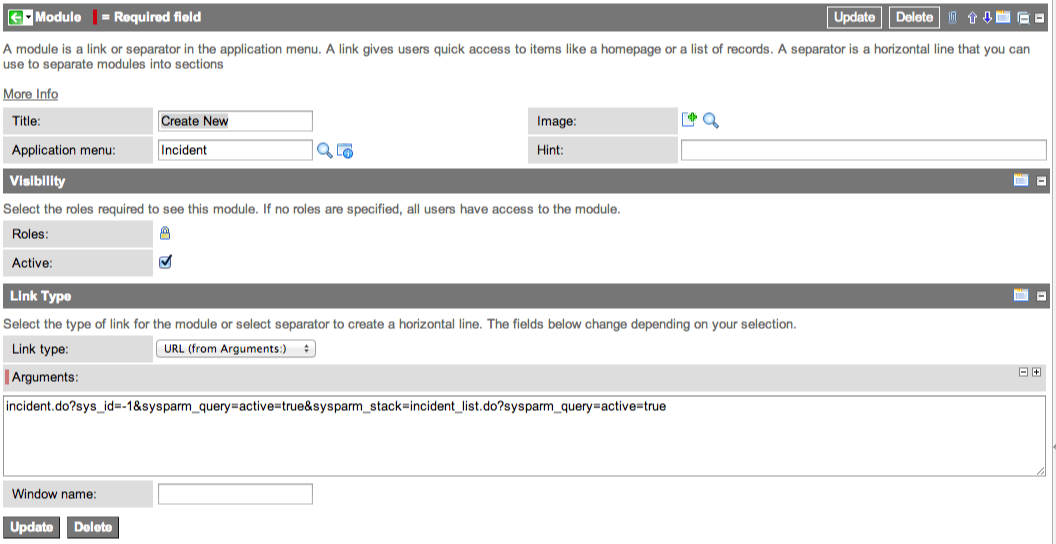 Module = Required field Update Delete
A module is a link or separator in the application menu. A link gives users quick access to items like a homepage or a list of records. A separator is a horizontal line that you can
use to separate modules into sections
More Info
Title: Create New Image:
Application menu: Incident Hint:
Visibility
Select the roles required to see this module. If no roles are specified, all users have access to the module.
Roles:
Active:
Link Type
Select the type of link for the module or select separator to create a horizontal line. The fields below change depending on your selection.
Link type: URL (from Arguments:)
Arguments:
incident.do?sys_id=-1&sysparm_query=active=true&sysparm_stack=incident_list.do?sysparm_query=active=true
Window name:
Update Delete